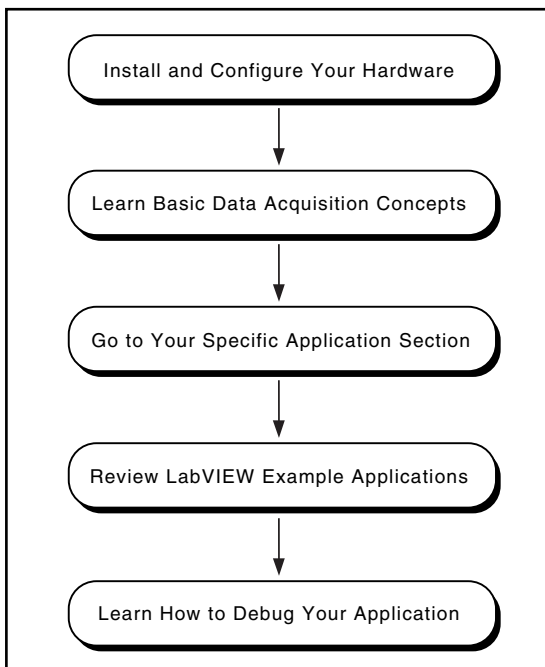 Install and Configure Your Hardware
Learn Basic Data Acquisition Concepts
Go to Your Specific Application Section
Review LabVIEW Example Applications
Learn How to Debug Your Application